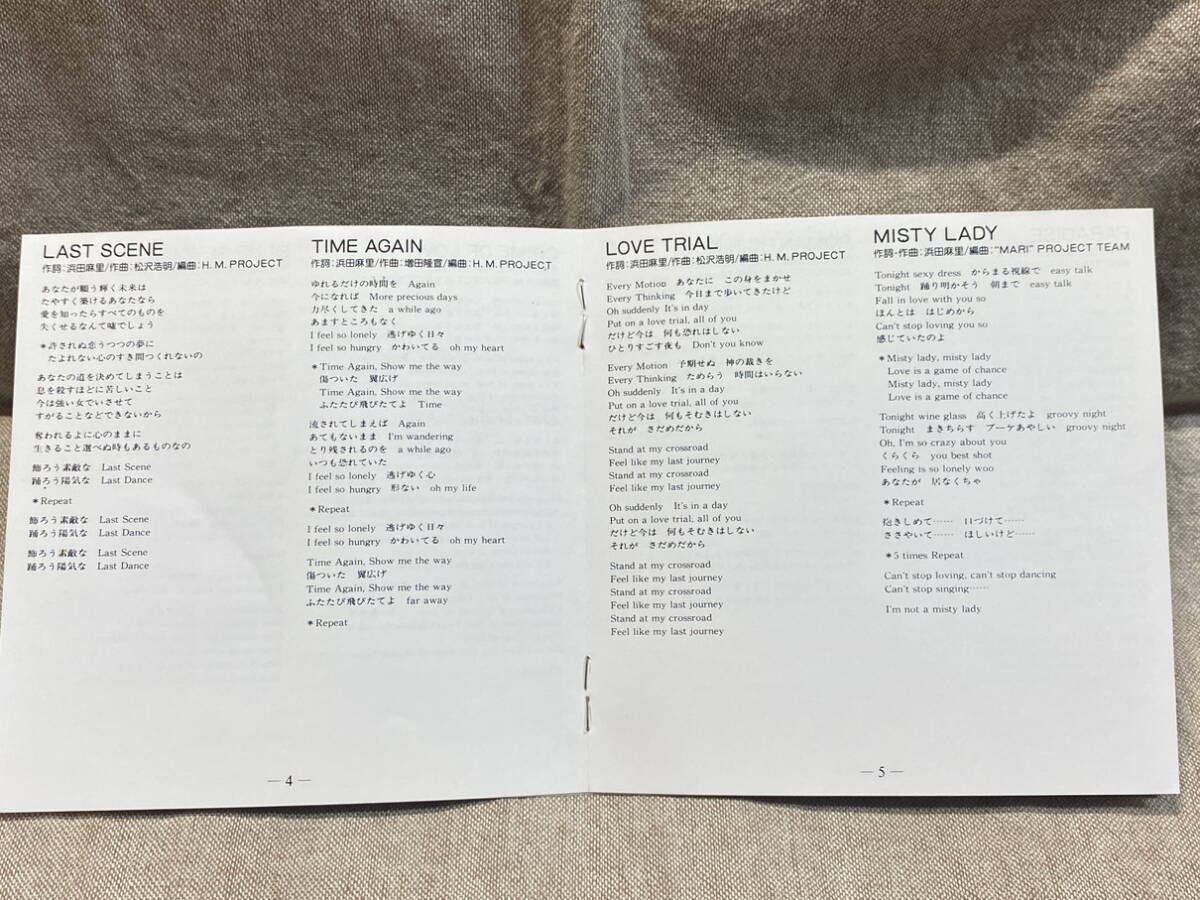 LAST SCENE
作詞:浜田麻里/作曲:松沢浩明/編曲:H. M. PROJECT
あなたが願う輝く未来は
たやすく築けるあなたなら
愛を知ったらすべてのものを
失くせるなんて嘘でしょう
*許されぬ恋うつつの夢に
たよれない心のすき間つくれないの
あなたの道を決めてしまうことは
息を殺すほどに苦しいこと
今は強い女でいさせて
すがることなどできないから
奪われるよに心のままに
生きること選べぬ時もあるものなの
飾ろう素敵な Last Scene
踊ろう陽気な Last Dance
*Repeat
飾ろう素敵な Last Scene
踊ろう陽気な Last Dance
飾ろう素敵な Last Scene
踊ろう陽気な Last Dance
TIME AGAIN
作詞:浜田麻里/作曲:増田隆宣/編曲:H. M. PROJECT
ゆれるだけの時間を Again
今になれば More precious days
力尽くしてきた a while ago
あますところもなく
I feel so lonely 逃げゆく日々
I feel so hungry かわいてる oh my heart
*Time Again, Show me the way
傷ついた 翼広げ
Time Again, Show me the way
ふたたび飛びたてよ Time
流されてしまえば Again
あてもないまま I'm wandering
とり残されるのを a while ago
いつも恐れていた
I feel so lonely 逃げゆく心
I feel so hungry 形ない oh my life
*Repeat
I feel so lonely 逃げゆく日々
I feel so hungry かわいてる oh my heart
Time Again, Show me the way
傷ついた 翼広げ
Time Again, Show me the way
ふたたび飛びたてよ far away
*Repeat
— 4 —
LOVE TRIAL
作詞:浜田麻里/作曲:松沢浩明/編曲:H. M. PROJECT
Every Motion あなたに この身をまかせ
Every Thinking 今日まで歩いてきたけど
Oh suddenly It's in day
Put on a love trial, all of you
だけど今は 何も恐れはしない
ひとりすごす夜も Don't you know
Every Motion 予期せぬ 神の裁きを
Every Thinking ためらう 時間はいらない
Oh suddenly It's in a day
Put on a love trial, all of you
だけど今は 何もそむきはしない
それが さだめだから
Stand at my crossroad
Feel like my last journey
Stand at my crossroad
Feel like my last journey
Oh suddenly It's in a day
Put on a love trial, all of you
だけど今は 何もそむきはしない
それが さだめだから
Stand at my crossroad
Feel like my last journey
Stand at my crossroad
Feel like my last journey
Stand at my crossroad
Feel like my last journey
MISTY LADY
作詞・作曲:浜田麻里/編曲:"MARI" PROJECT TEAM
Tonight sexy dress からまる視線で easy talk
Tonight 踊り明かそう 朝まで easy talk
Fall in love with you so
ほんとは はじめから
Can't stop loving you so
感じていたのよ
*Misty lady, misty lady
Love is a game of chance
Misty lady, misty lady
Love is a game of chance
Tonight wine glass 高く上げたよ groovy night
Tonight まきちらす ブーケあやしい groovy night
Oh, I'm so crazy about you
くらくら you best shot
Feeling is so lonely woo
あなたが 居なくちゃ
*Repeat
抱きしめて…… 口づけて……
ささやいて…… ほしいけど……
*5 times Repeat
Can't stop loving, can't stop dancing
Can't stop singing……
I'm not a misty lady
— 5 —